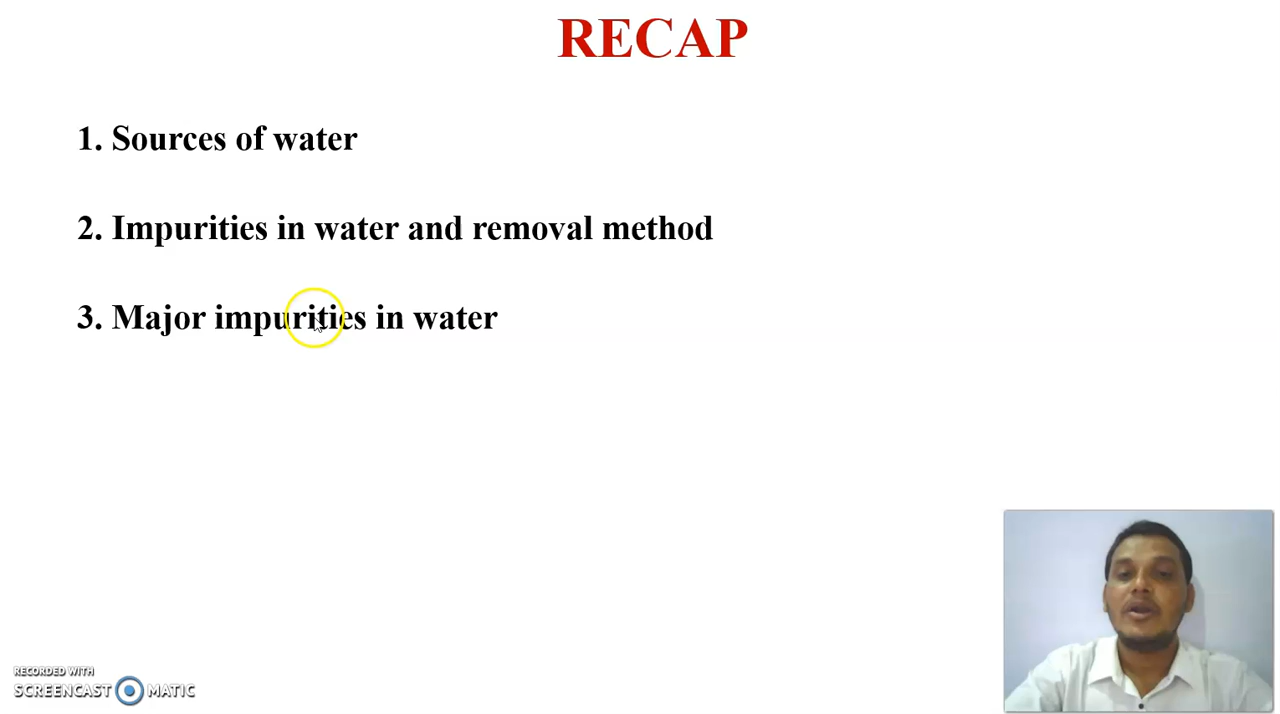 RECAP
1. Sources of water
2. Impurities in water and removal method
3. Major impurities in water
RECORDED WITH
SCREENCAST MATIC